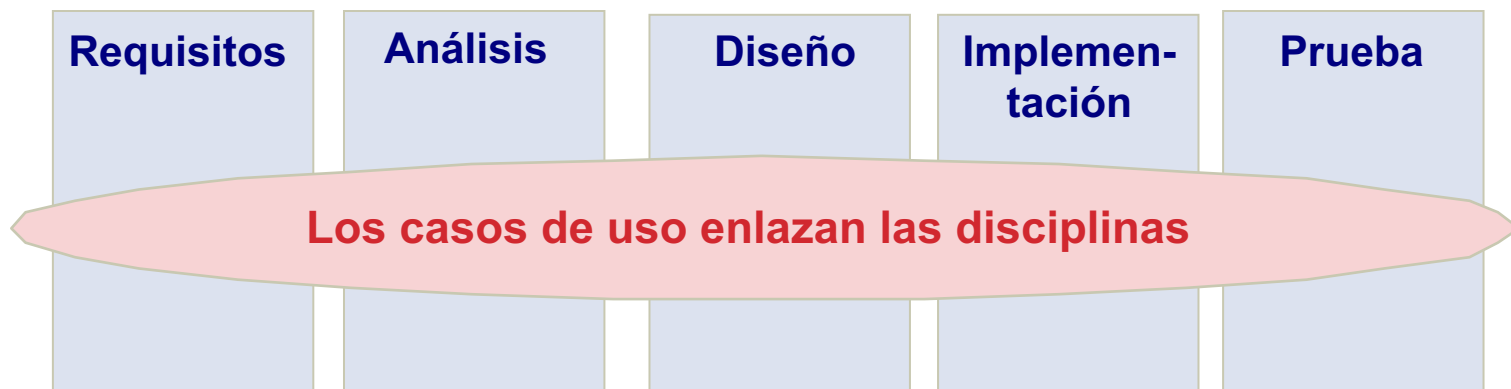 Requisitos
Análisis
Diseño
Implemen-
tación
Prueba
Los casos de uso enlazan las disciplinas